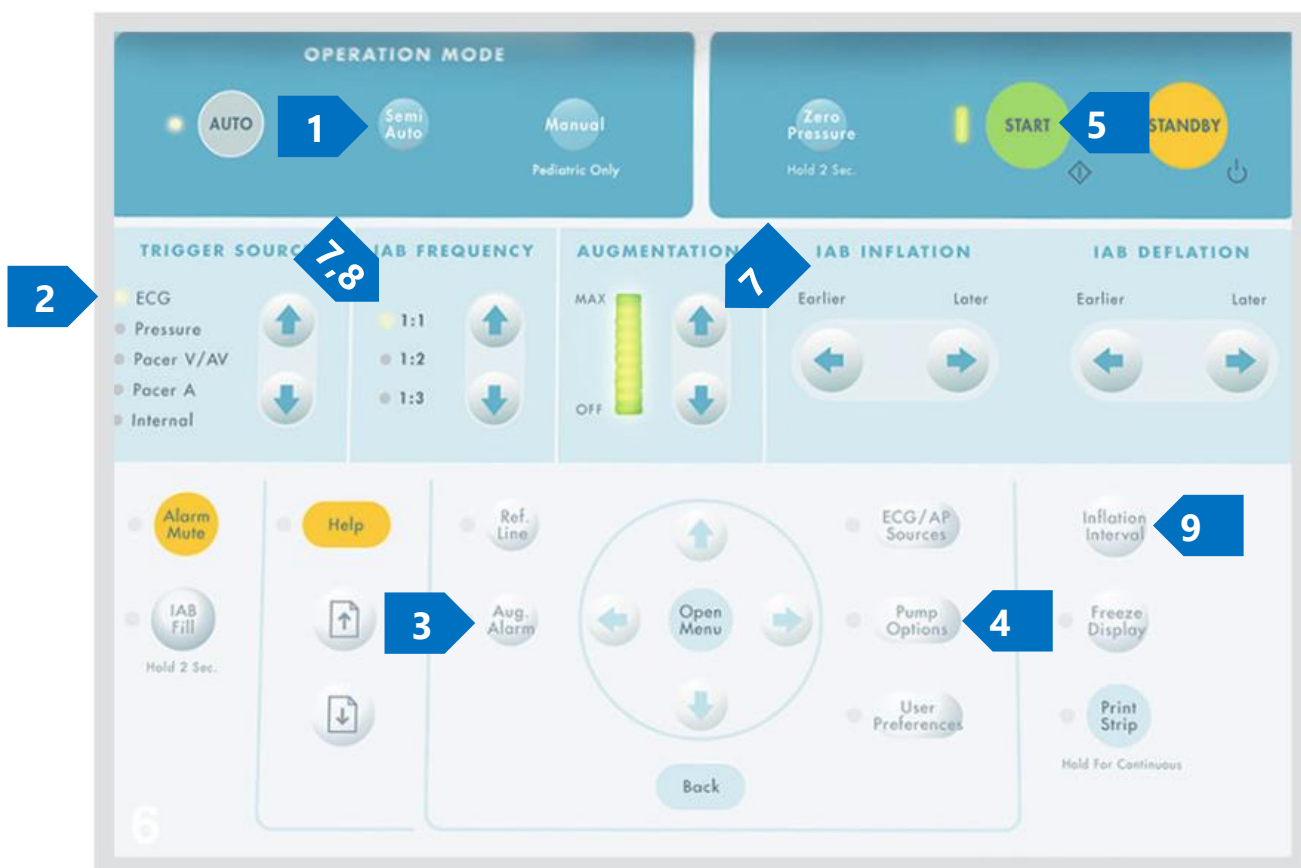 OPERATION MODE
AUTO
1
Semi
Auto
Manual
Pediatric Only
Zero
Pressure
Hold 2 Sec.
START
5
STANDBY
TRIGGER SOURC
7,8
IAB FREQUENCY
AUGMENTATION
7
IAB INFLATION
IAB DEFLATION
2
ECG
Pressure
Pacer V/AV
Pacer A
Internal
1:1
1:2
1:3
MAX
OFF
Earlier
Later
Earlier
Later
Alarm
Mute
Help
Ref.
Line
ECG/AP
Sources
Inflation
Interval
9
IAB
Fill
Hold 2 Sec.
3
Aug.
Alarm
Open
Menu
Pump
Options
4
Freeze
Display
User
Preferences
Print
Strip
Hold For Continuous
Back
6